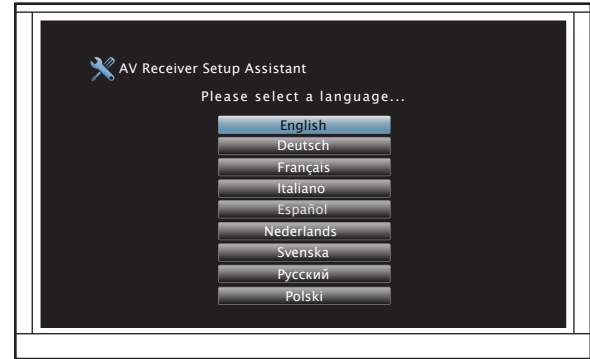 AV Receiver Setup Assistant
Please select a language...
English
Deutsch
Français
Italiano
Español
Nederlands
Svenska
Русский
Polski